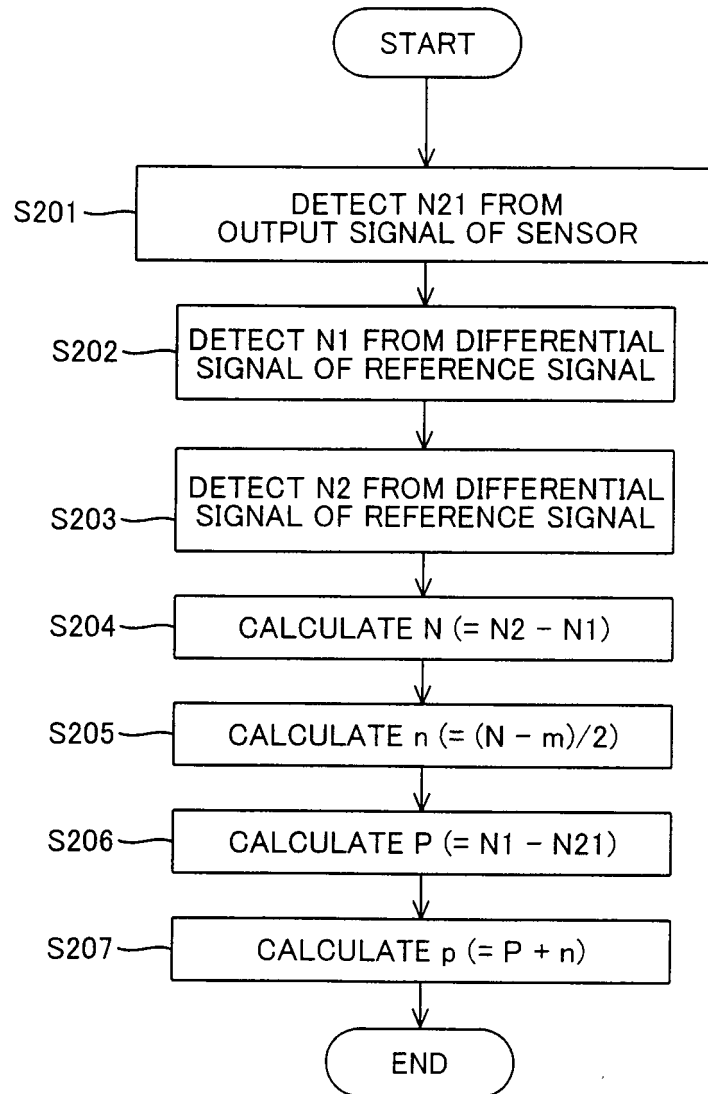 START
S201
DETECT N21 FROM
OUTPUT SIGNAL OF SENSOR
S202
DETECT N1 FROM DIFFERENTIAL
SIGNAL OF REFERENCE SIGNAL
S203
DETECT N2 FROM DIFFERENTIAL
SIGNAL OF REFERENCE SIGNAL
S204
CALCULATE N (= N2 - N1)
S205
CALCULATE n (= (N - m)/2)
S206
CALCULATE P (= N1 - N21)
S207
CALCULATE p (= P + n)
END